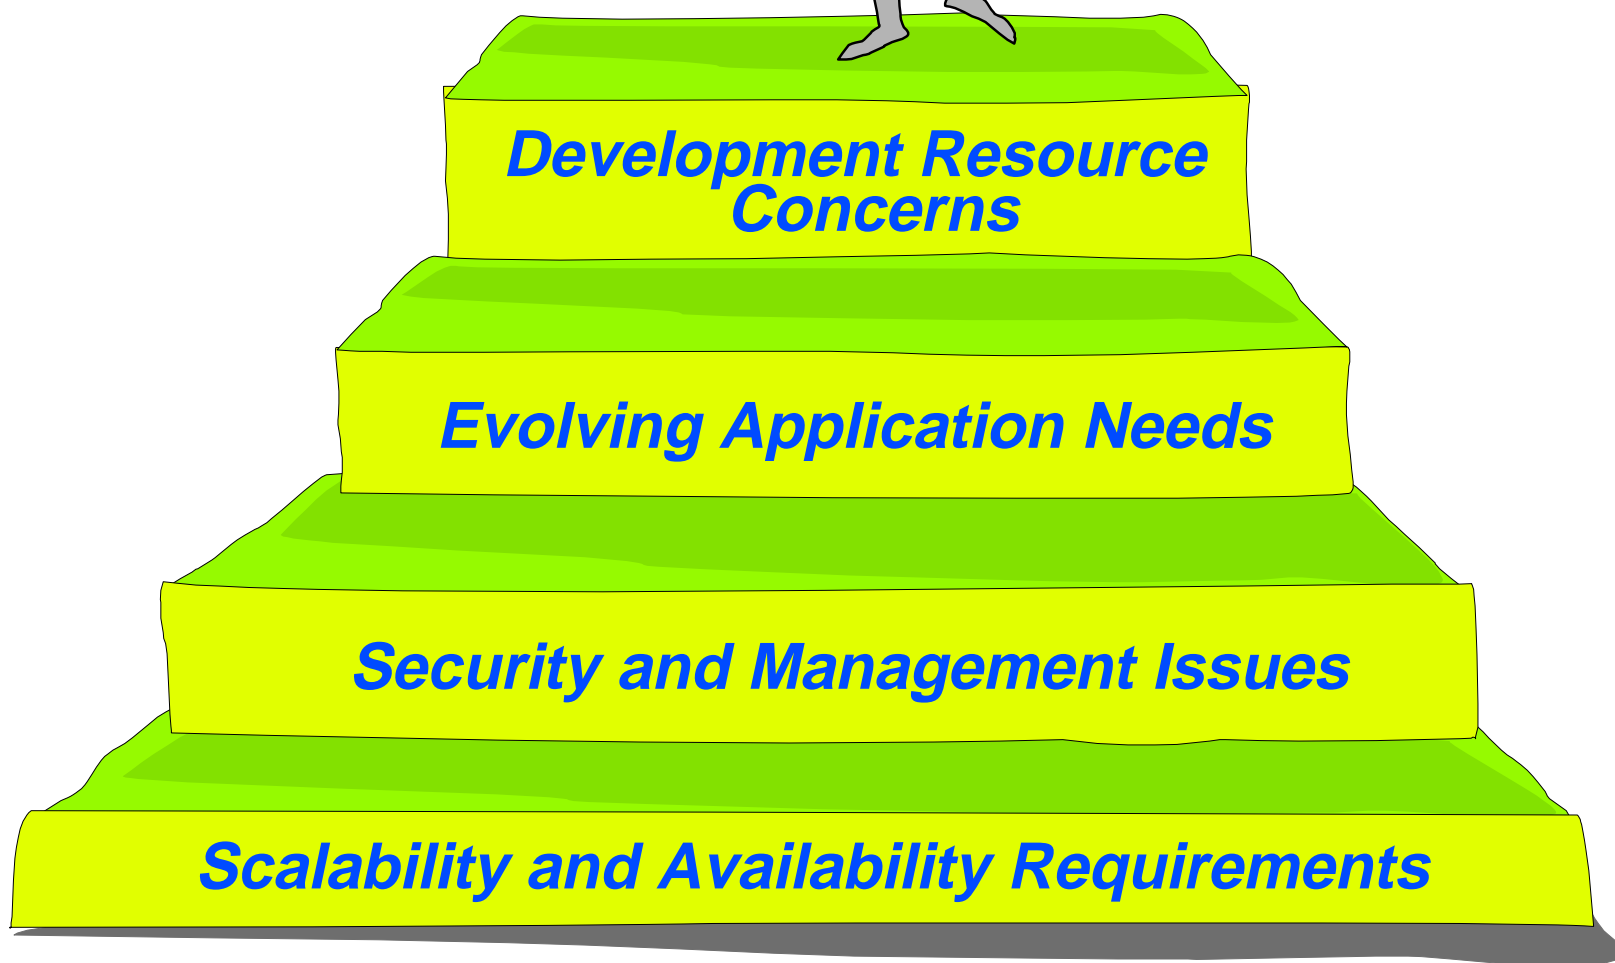 Development Resource
Concerns
Evolving Application Needs
Security and Management Issues
Scalability and Availability Requirements